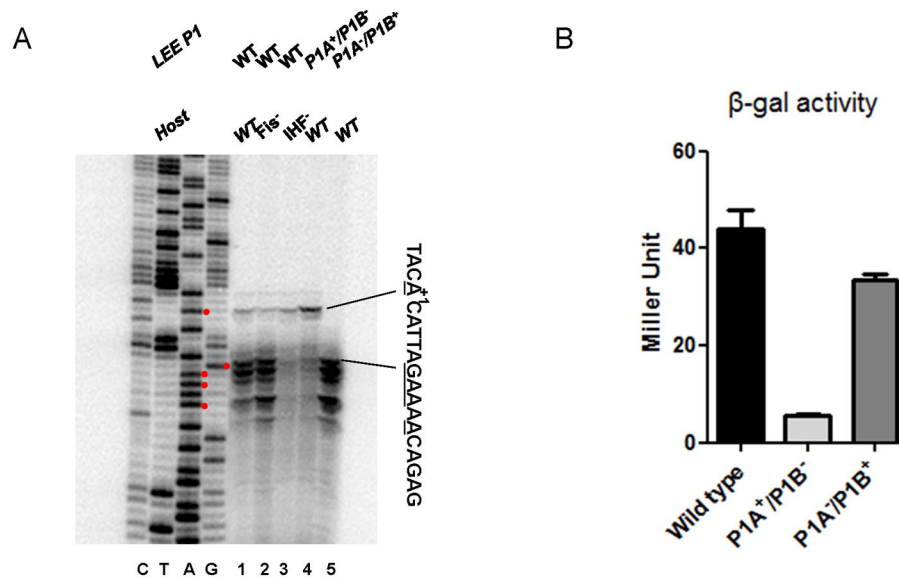 A
LEE P1
WT
WT
WT
P1A⁺/P1B⁻
P1A⁻/P1B⁺
Host
WT
Fis⁻
IHF⁻
WT
WT
TACA⁺¹CATTAGAAAACAGAG
C T A G 1 2 3 4 5
B
β-gal activity
Miller Unit
60
40
20
0
Wild type
P1A⁺/P1B⁻
P1A⁻/P1B⁺